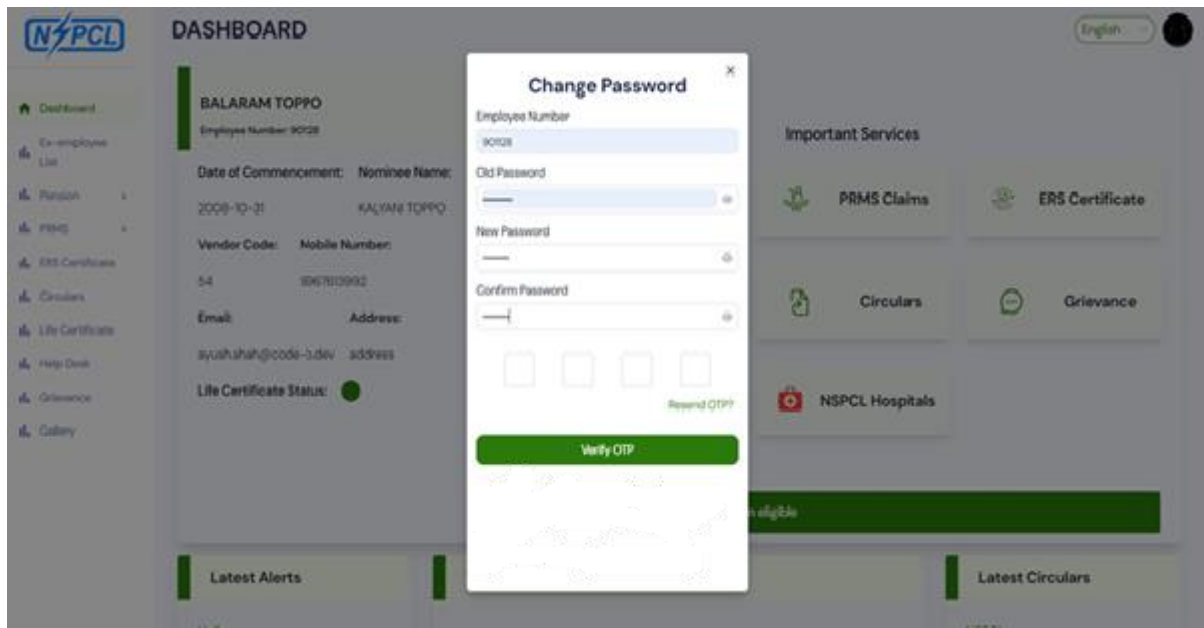 NSPCL
DASHBOARD
English
Dashboard
Ex-employee
List
Pension
PRMS
ERS Certificate
Circulars
Life Certificate
Help Desk
Grievance
Gallery
BALARAM TOPPO
Employee Number: 90128
Date of Commencement: Nominee Name:
2008-10-31 KALYANI TOPPO
Vendor Code: Mobile Number:
54
Email: Address:
address
Life Certificate Status:
Change Password
Employee Number
90128
Old Password
New Password
Confirm Password
Resend OTP?
Verify OTP
Important Services
PRMS Claims
ERS Certificate
Circulars
Grievance
NSPCL Hospitals
eligible
Latest Alerts
Latest Circulars